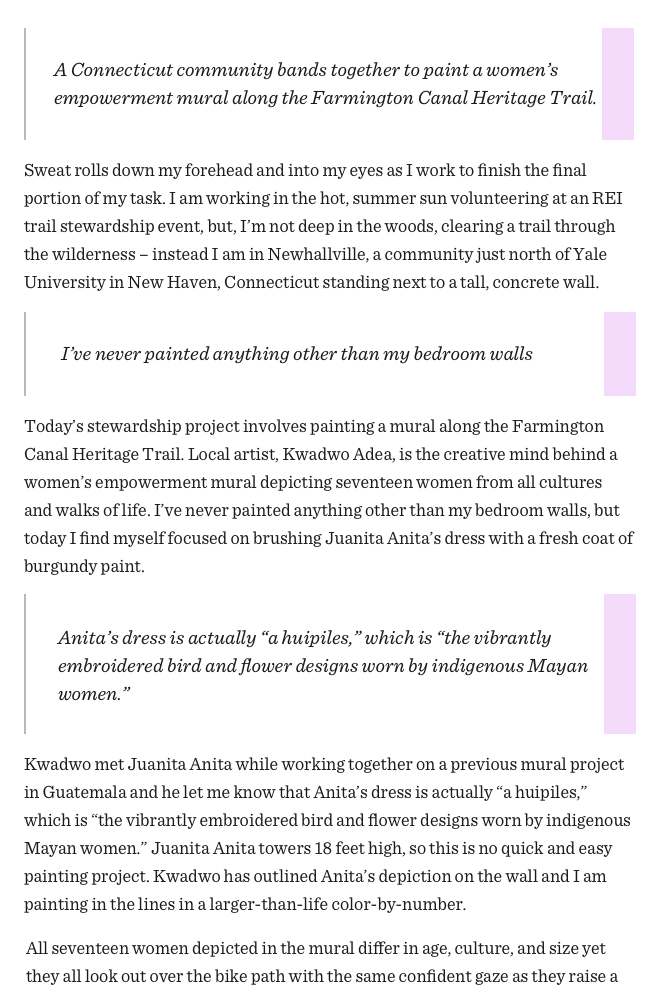 A Connecticut community bands together to paint a women’s
empowerment mural along the Farmington Canal Heritage Trail.
Sweat rolls down my forehead and into my eyes as I work to finish the final
portion of my task. I am working in the hot, summer sun volunteering at an REI
trail stewardship event, but, I’m not deep in the woods, clearing a trail through
the wilderness – instead I am in Newhallville, a community just north of Yale
University in New Haven, Connecticut standing next to a tall, concrete wall.
I’ve never painted anything other than my bedroom walls
Today’s stewardship project involves painting a mural along the Farmington
Canal Heritage Trail. Local artist, Kwadwo Adea, is the creative mind behind a
women’s empowerment mural depicting seventeen women from all cultures
and walks of life. I’ve never painted anything other than my bedroom walls, but
today I find myself focused on brushing Juanita Anita’s dress with a fresh coat of
burgundy paint.
Anita’s dress is actually “a huipiles,” which is “the vibrantly
embroidered bird and flower designs worn by indigenous Mayan
women.”
Kwadwo met Juanita Anita while working together on a previous mural project
in Guatemala and he let me know that Anita’s dress is actually “a huipiles,”
which is “the vibrantly embroidered bird and flower designs worn by indigenous
Mayan women.” Juanita Anita towers 18 feet high, so this is no quick and easy
painting project. Kwadwo has outlined Anita’s depiction on the wall and I am
painting in the lines in a larger-than-life color-by-number.
All seventeen women depicted in the mural differ in age, culture, and size yet
they all look out over the bike path with the same confident gaze as they raise a